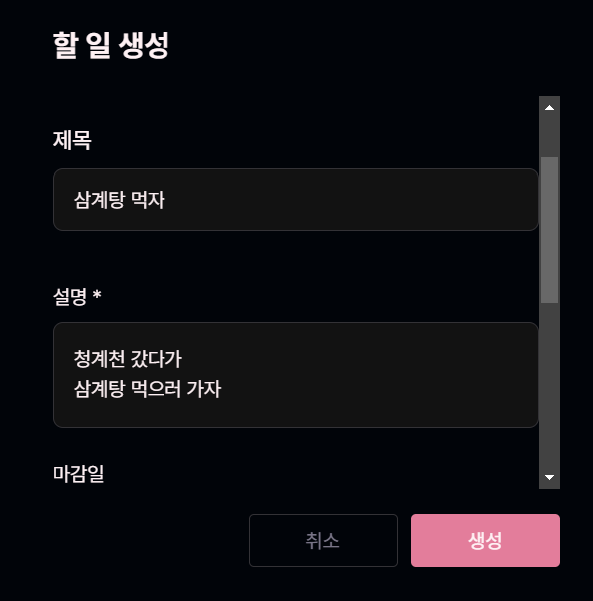 할 일 생성
제목
삼계탕 먹자
설명 *
청계천 갔다가
삼계탕 먹으러 가자
마감일
취소
생성